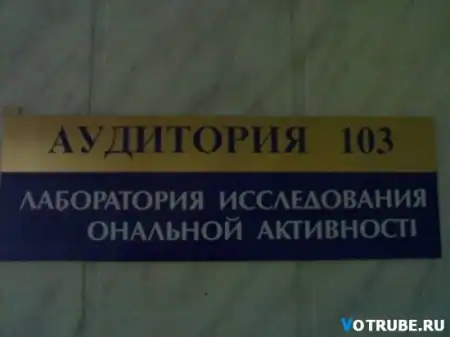 АУДИТОРИЯ 103
ЛАБОРАТОРИЯ ИССЛЕДОВАНИЯ
ОНАЛЬНОЙ АКТИВНОСТІ
VOTRUBE.RU